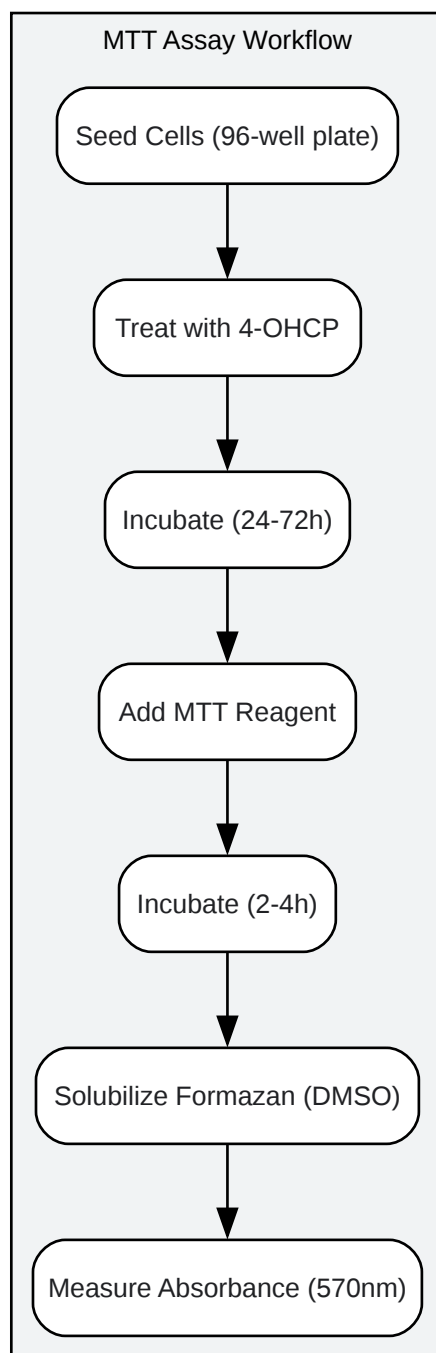 MTT Assay Workflow
Seed Cells (96-well plate)
Treat with 4-OHCP
Incubate (24-72h)
Add MTT Reagent
Incubate (2-4h)
Solubilize Formazan (DMSO)
Measure Absorbance (570nm)